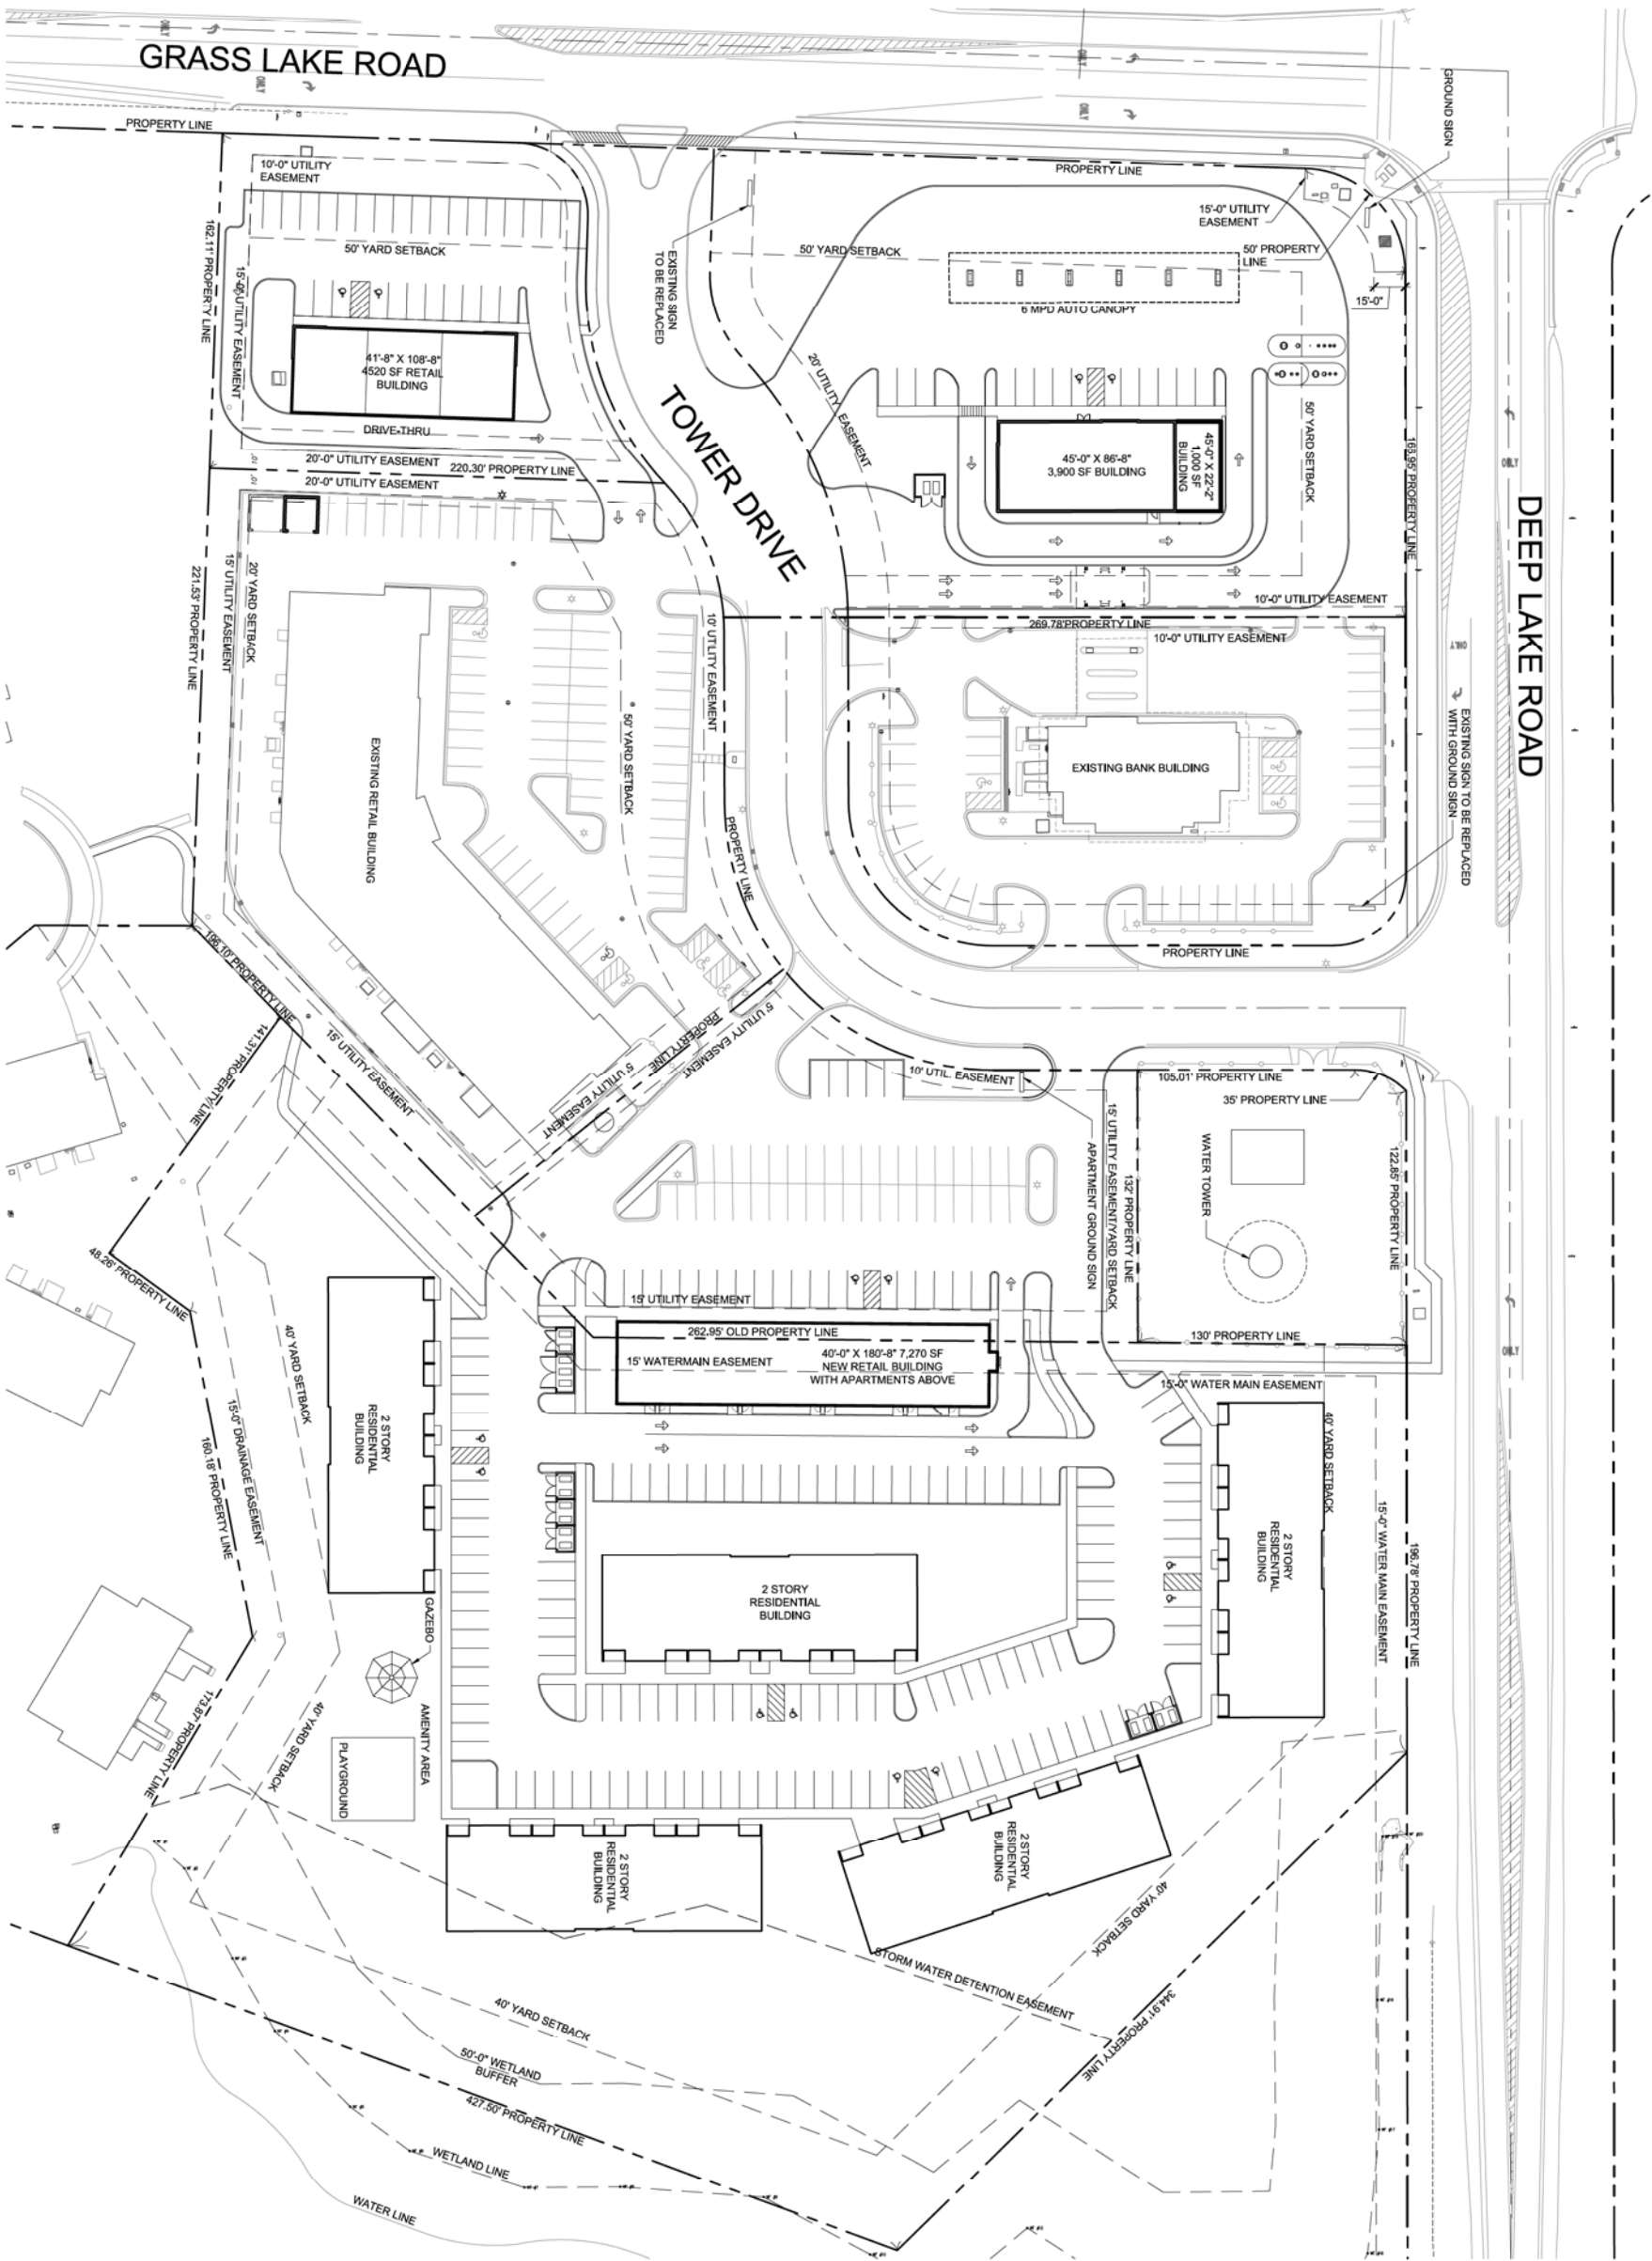 GRASS LAKE ROAD
ONLY
ONLY
ONLY
ONLY
GROUND SIGN
PROPERTY LINE
PROPERTY LINE
10'-0" UTILITY
EASEMENT
15'-0" UTILITY
EASEMENT
50' YARD SETBACK
50' YARD SETBACK
50' PROPERTY
LINE
15'-0"
162.11' PROPERTY LINE
15'-0" UTILITY EASEMENT
EXISTING SIGN
TO BE REPLACED
6 MPD AUTO CANOPY
41'-8" X 108'-8"
4520 SF RETAIL
BUILDING
DRIVE-THRU
TOWER DRIVE
20' UTILITY EASEMENT
45'-0" X 86'-8"
3,900 SF BUILDING
45'-0" X 22'-2"
1,000 SF
BUILDING
50' YARD SETBACK
168.95' PROPERTY LINE
ONLY
DEEP LAKE ROAD
10'
20'-0" UTILITY EASEMENT
220.30' PROPERTY LINE
20'-0" UTILITY EASEMENT
10'
221.53' PROPERTY LINE
15' UTILITY EASEMENT
20' YARD SETBACK
10' UTILITY EASEMENT
10'-0" UTILITY EASEMENT
269.78'PROPERTY LINE
10'-0" UTILITY EASEMENT
ONLY
EXISTING SIGN TO BE REPLACED
WITH GROUND SIGN
50' YARD SETBACK
EXISTING RETAIL BUILDING
EXISTING BANK BUILDING
PROPERTY LINE
PROPERTY LINE
196.10' PROPERTY LINE
141.31' PROPERTY LINE
15' UTILITY EASEMENT
5' UTILITY EASEMENT
PROPERTY LINE
5' UTILITY EASEMENT
10' UTIL. EASEMENT
105.01' PROPERTY LINE
35' PROPERTY LINE
APARTMENT GROUND SIGN
15' UTILITY EASEMENT/YARD SETBACK
132' PROPERTY LINE
WATER TOWER
122.85' PROPERTY LINE
48.26' PROPERTY LINE
15' UTILITY EASEMENT
262.95' OLD PROPERTY LINE
130' PROPERTY LINE
ONLY
15' WATERMAIN EASEMENT
40'-0" X 180'-8" 7,270 SF
NEW RETAIL BUILDING
WITH APARTMENTS ABOVE
15'-0" WATER MAIN EASEMENT
40' YARD SETBACK
15'-0" DRAINAGE EASEMENT
160.18' PROPERTY LINE
2 STORY
RESIDENTIAL
BUILDING
40' YARD SETBACK
2 STORY
RESIDENTIAL
BUILDING
15'-0" WATER MAIN EASEMENT
196.78' PROPERTY LINE
2 STORY
RESIDENTIAL
BUILDING
GAZEBO
AMENITY AREA
PLAYGROUND
173.87' PROPERTY LINE
40' YARD SETBACK
2 STORY
RESIDENTIAL
BUILDING
2 STORY
RESIDENTIAL
BUILDING
40' YARD SETBACK
STORM WATER DETENTION EASEMENT
344.91' PROPERTY LINE
40' YARD SETBACK
50'-0" WETLAND
BUFFER
427.50' PROPERTY LINE
WETLAND LINE
WATER LINE